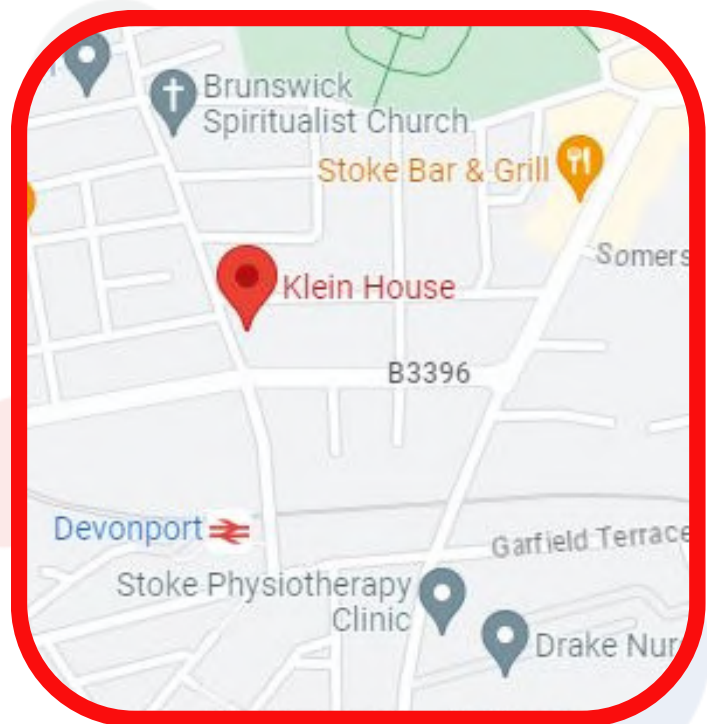 Brunswick
Spiritualist Church
Stoke Bar & Grill
Somers
Klein House
B3396
Devonport
Garfield Terrace
Stoke Physiotherapy
Clinic
Drake Nur